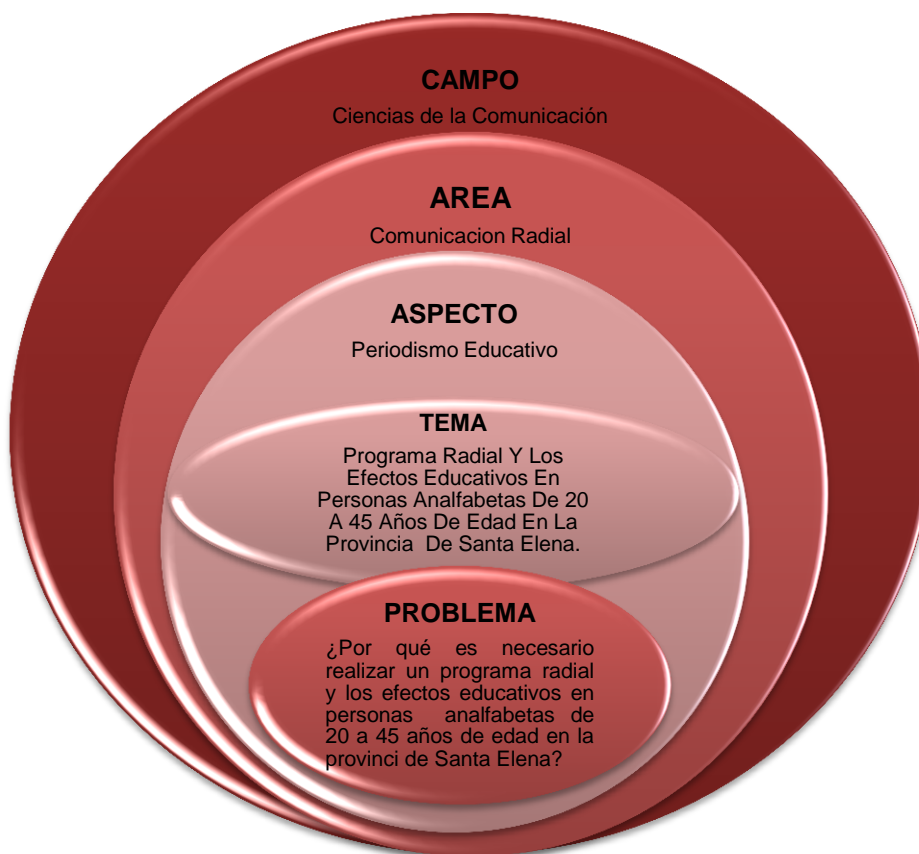 CAMPO
Ciencias de la Comunicación
AREA
Comunicacion Radial
ASPECTO
Periodismo Educativo
TEMA
Programa Radial Y Los
Efectos Educativos En
Personas Analfabetas De 20
A 45 Años De Edad En La
Provincia De Santa Elena.
PROBLEMA
¿Por qué es necesario
realizar un programa radial
y los efectos educativos en
personas analfabetas de
20 a 45 años de edad en la
provinci de Santa Elena?